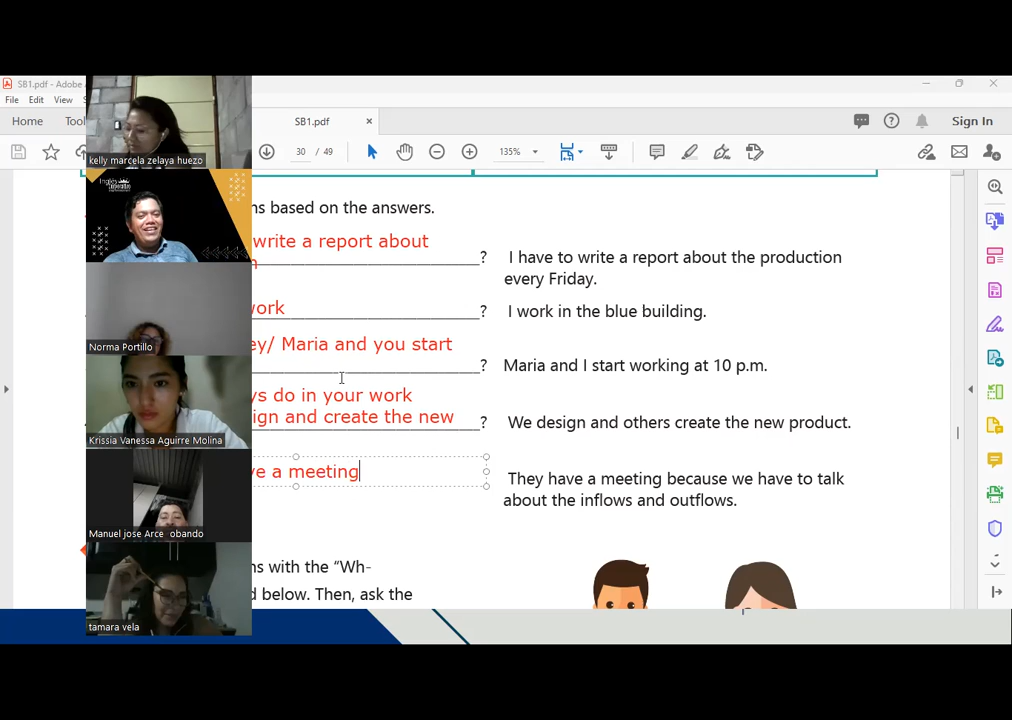 SB1.pdf - Adobe
File Edit View
Home
SB1.pdf
Sign In
30 / 49
135%
ns based on the answers.
write a report about
?
I have to write a report about the production
every Friday.
work
?
I work in the blue building.
ey/ Maria and you start
?
Maria and I start working at 10 p.m.
ys do in your work
ign and create the new
?
We design and others create the new product.
ve a meeting
They have a meeting because we have to talk
about the inflows and outflows.
ns with the “Wh-
d below. Then, ask the
kelly marcela zelaya huezo
Norma Portillo
Krissia Vanessa Aguirre Molina
Manuel jose Arce obando
tamara vela